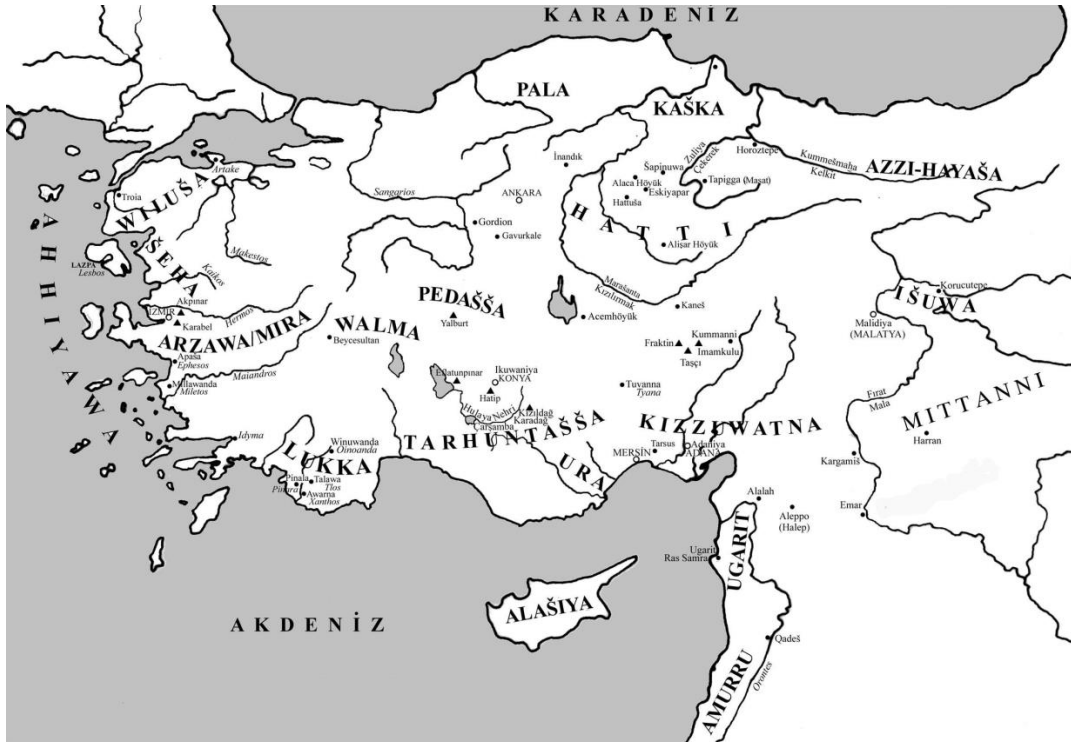 KARADENİZ
PALA
KAŠKA
İnandık
Zuliya
Çekerek
Horoztepe
Kummešmaha
Kelkit
AZZI-HAYAŠA
Artake
Šapinuwa
Alaca Höyük
Eskiyapar
Tapigga (Maşat)
Hattuša
Troia
WILUŠA
Sangarios
ANKARA
HATTI
Gordion
Gavurkale
Alişar Höyük
AHHIYAWA
LAZPA
Lesbos
ŠEHA
Makestos
Kaikos
Maraššanta
Kızılırmak
Kaneš
Acemhöyük
IŠUWA
Korucutepe
Malidiya
(MALATYA)
Akpınar
İZMİR
Karabel
Hermos
ARZAWA/MIRA
PEDAŠŠA
Yalburt
WALMA
Beycesultan
Kummanni
Fraktin
İmamkulu
Taşçı
Apaša
Ephesos
Maiandros
Millawanda
Miletos
Eflatunpınar
Ikuwaniya
KONYA
Hatip
Tuvanna
Tyana
Fırat
Mala
MITTANNI
Hulaya Nehri
Çarşamba
Kızıldağ
Karadağ
KIZZUWATNA
TARHUNTAŠŠA
Harran
Idyma
Winuwanda
Oinoanda
LUKKA
URA
MERSİN
Tarsus
Adaniya
ADANA
Kargamiš
Pinala
Pinara
Talawa
Tlos
Awarna
Xanthos
Alalah
Aleppo
(Halep)
Emar
Ugarit
Ras Samra
UGARIT
ALAŠIYA
AKDENİZ
Qadeš
AMURRU
Orontes